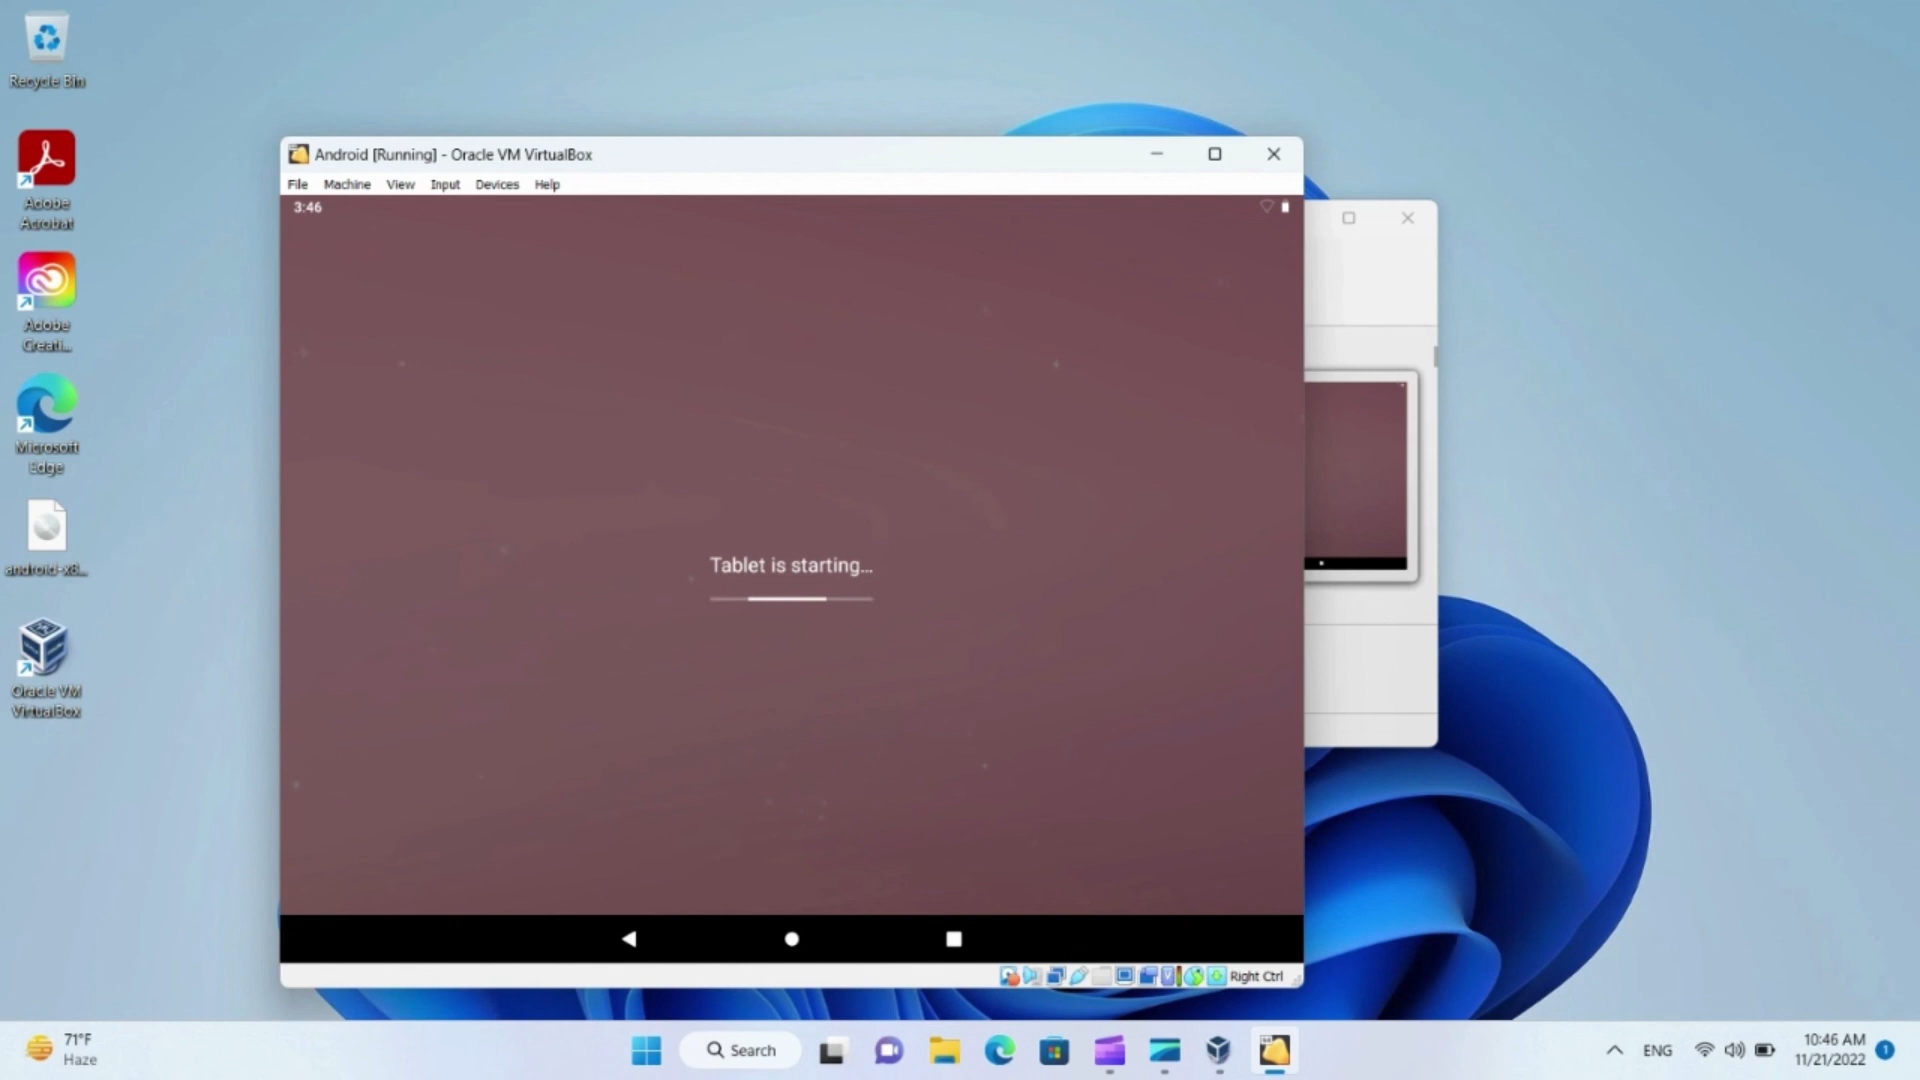 Recycle Bin
Adobe
Acrobat
Adobe
Creati...
Microsoft
Edge
android-x8...
Oracle VM
VirtualBox
Android [Running] - Oracle VM VirtualBox
File Machine View Input Devices Help
3:46
Tablet is starting...
Right Ctrl
71°F
Haze
Search
ENG
10:46 AM
11/21/2022
1